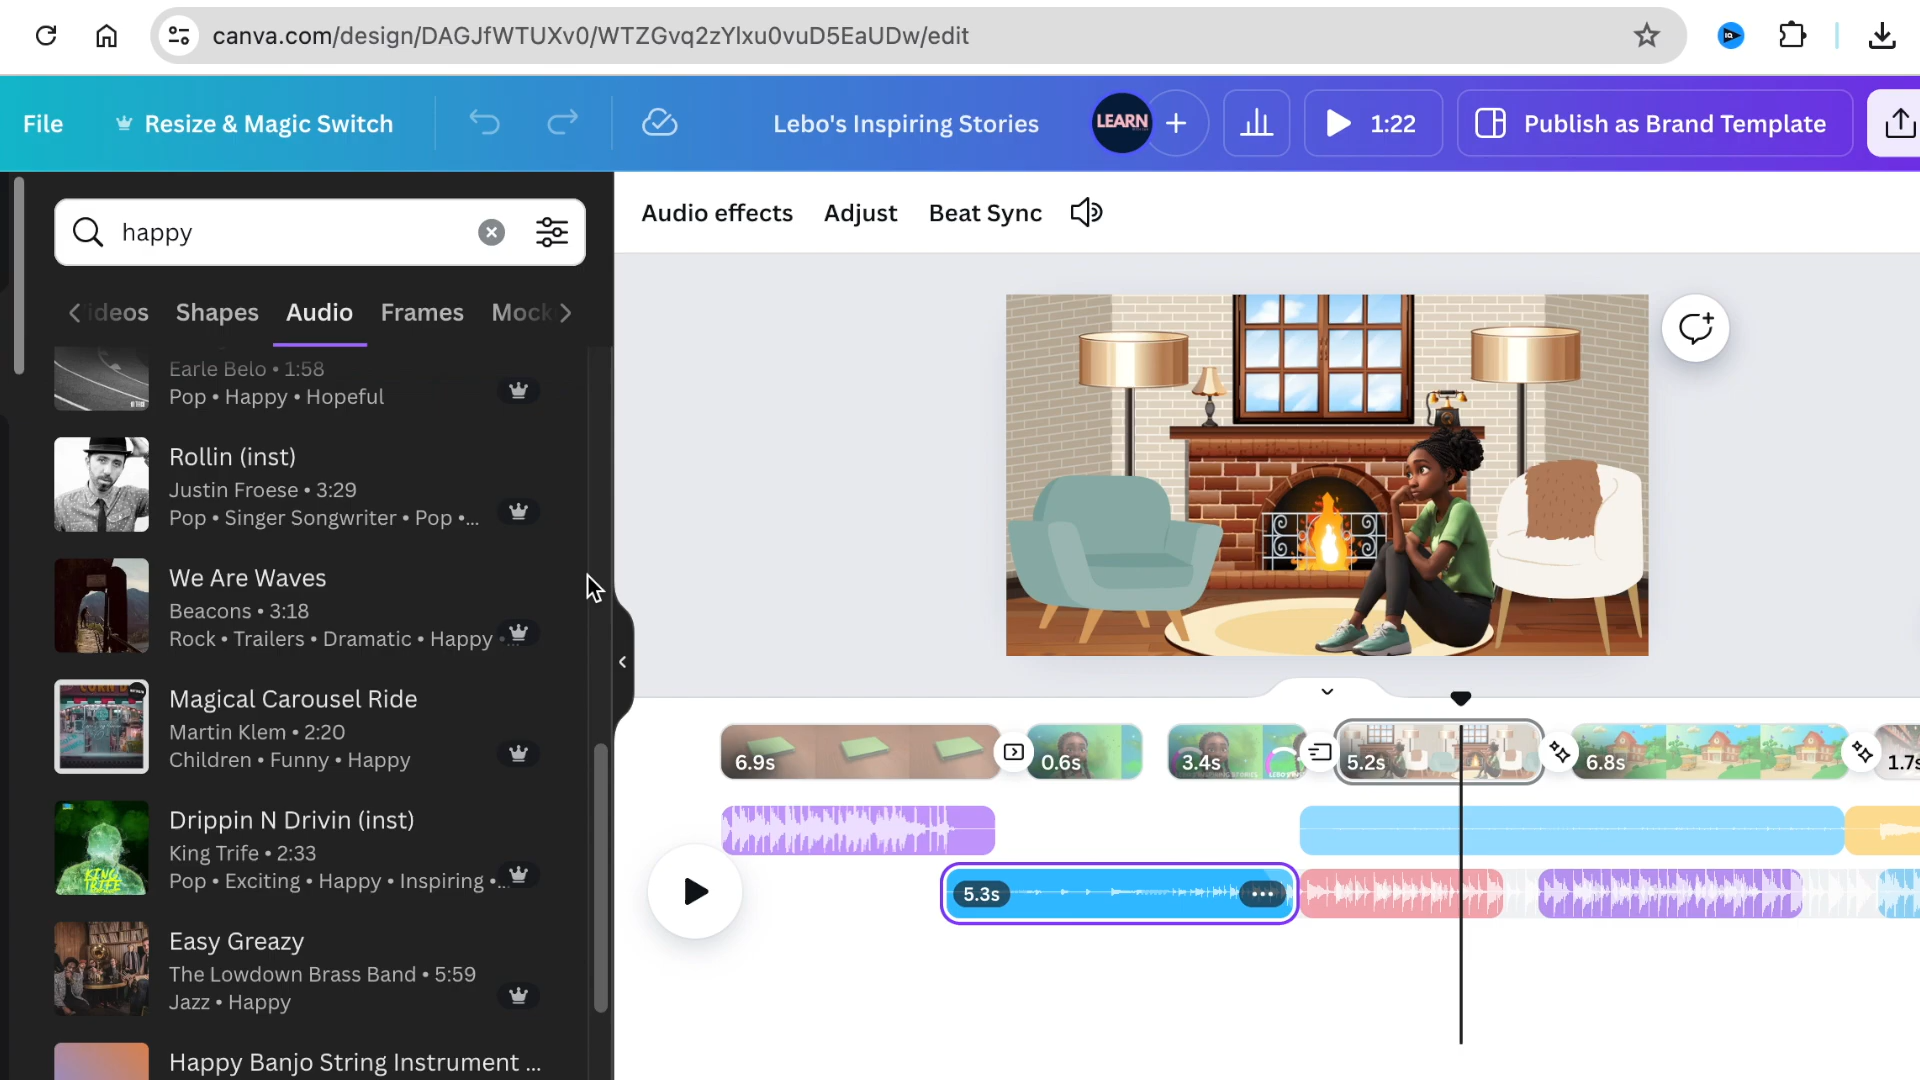 canva.com/design/DAGJfWTUXv0/WTZGvq2zYlxu0vuD5EaUDw/edit
File
Resize & Magic Switch
Lebo's Inspiring Stories
LEARN
+
1:22
Publish as Brand Template
happy
Audio effects
Adjust
Beat Sync
ideos
Shapes
Audio
Frames
Mock
Earle Belo • 1:58
Pop • Happy • Hopeful
Rollin (inst)
Justin Froese • 3:29
Pop • Singer Songwriter • Pop •...
We Are Waves
Beacons • 3:18
Rock • Trailers • Dramatic • Happy •...
Magical Carousel Ride
Martin Klem • 2:20
Children • Funny • Happy
Drippin N Drivin (inst)
King Trife • 2:33
Pop • Exciting • Happy • Inspiring •...
KING TRIFE
Easy Greazy
The Lowdown Brass Band • 5:59
Jazz • Happy
Happy Banjo String Instrument ...
6.9s
0.6s
3.4s
5.2s
6.8s
1.7s
5.3s